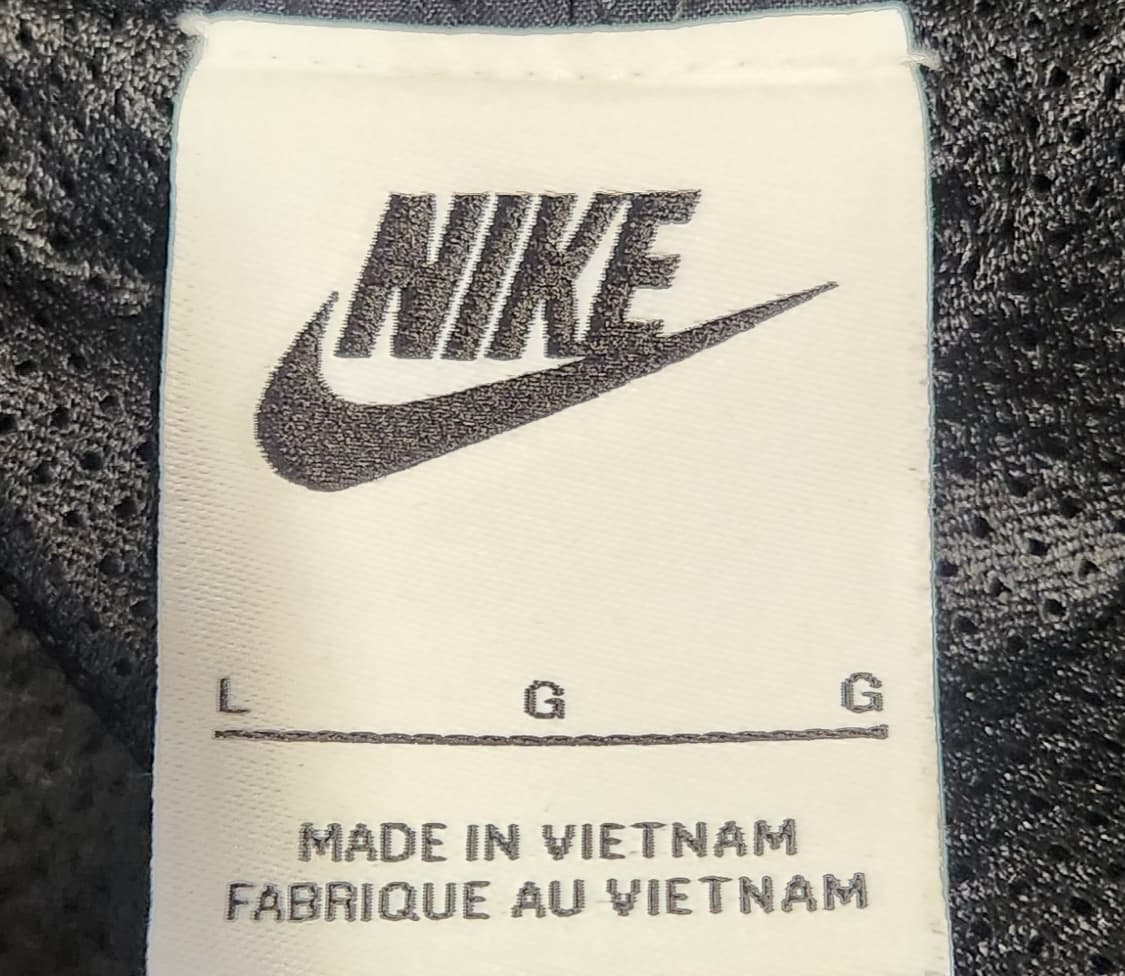 NIKE
L G G
MADE IN VIETNAM
FABRIQUE AU VIETNAM